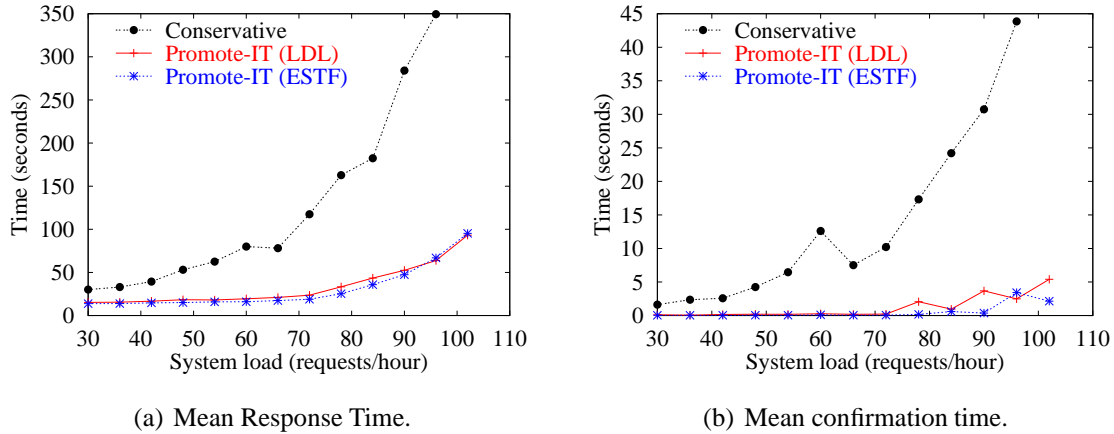 350
300
250
200
150
100
50
0
Time (seconds)
Conservative
Promote-IT (LDL)
Promote-IT (ESTF)
30 40 50 60 70 80 90 100 110
System load (requests/hour)
(a) Mean Response Time.
45
40
35
30
25
20
15
10
5
0
Time (seconds)
Conservative
Promote-IT (LDL)
Promote-IT (ESTF)
30 40 50 60 70 80 90 100 110
System load (requests/hour)
(b) Mean confirmation time.